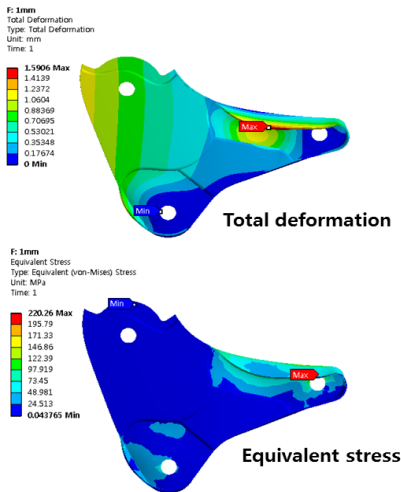 F: 1mm
Total Deformation
Type: Total Deformation
Unit: mm
Time: 1
1.5906 Max
1.4139
1.2372
1.0604
0.88369
0.70695
0.53021
0.35348
0.17674
0 Min
Max
Min
Total deformation
F: 1mm
Equivalent Stress
Type: Equivalent (von-Mises) Stress
Unit: MPa
Time: 1
Min
220.26 Max
195.79
171.33
146.86
122.39
97.919
73.45
48.981
24.513
0.043765 Min
Max
Equivalent stress